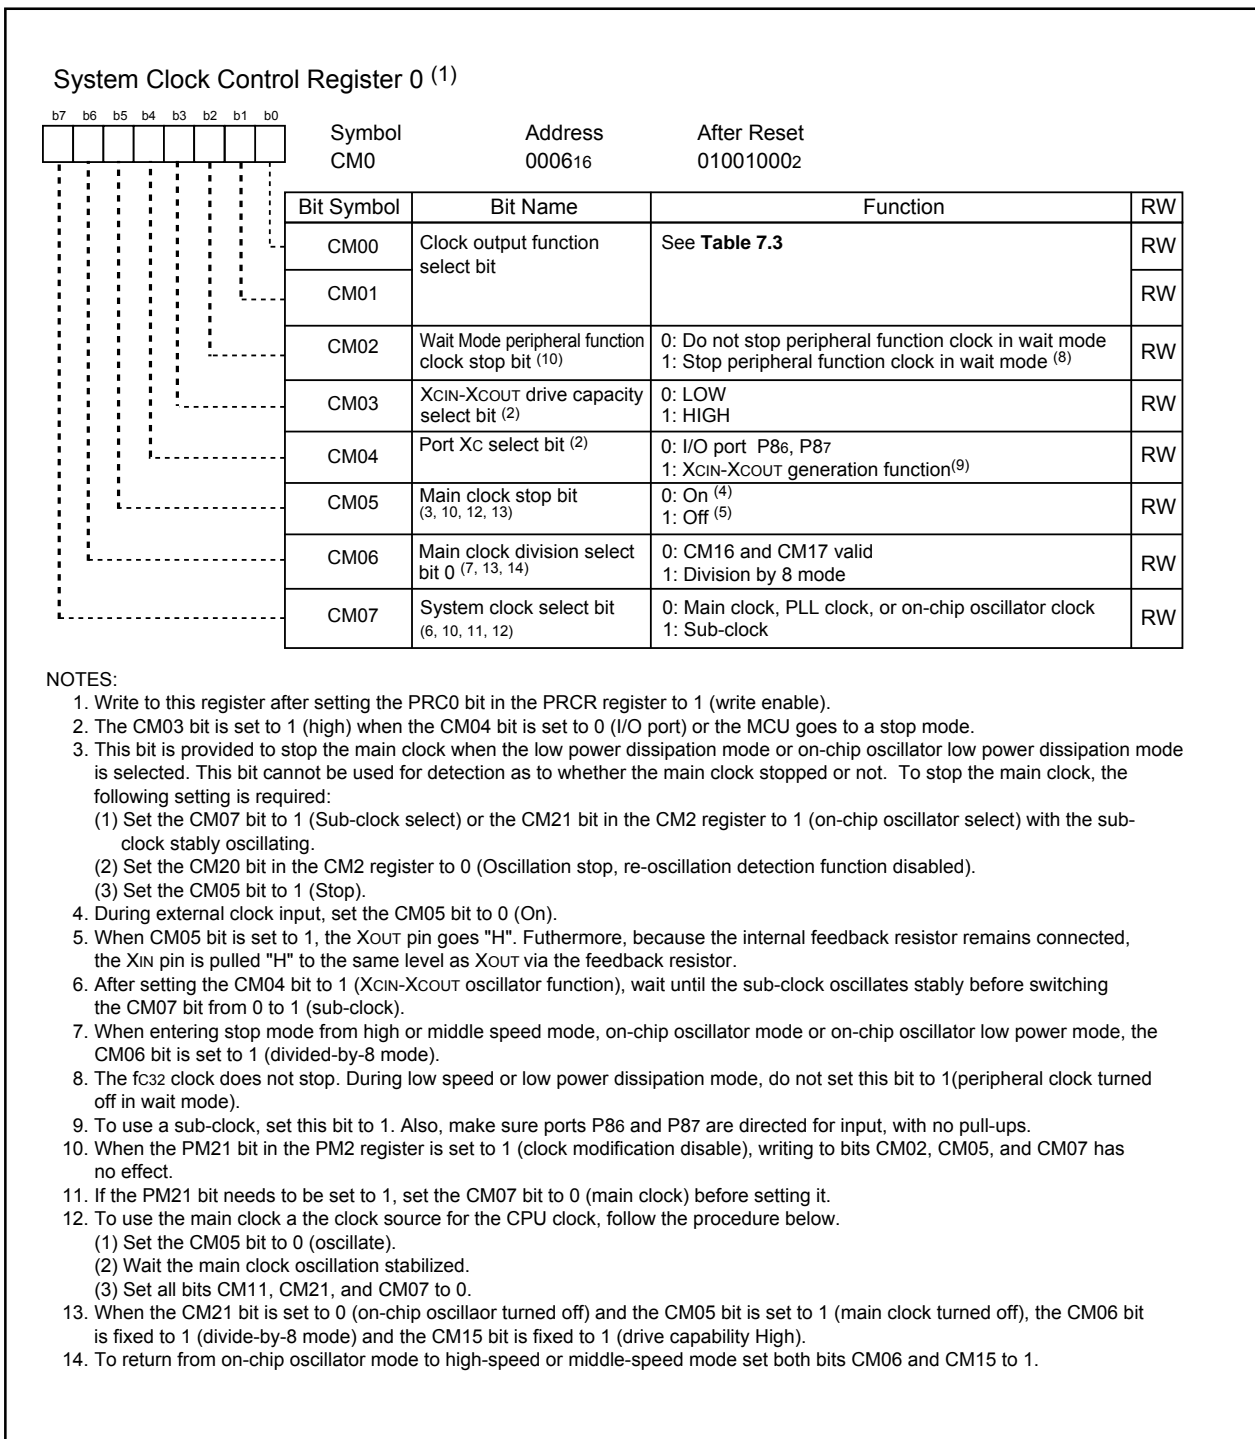 System Clock Control Register 0 (1)
b7 b6 b5 b4 b3 b2 b1 b0
Symbol Address After Reset
CM0 000616 010010002
Bit Symbol Bit Name Function RW
CM00 Clock output function select bit See Table 7.3 RW
CM01 RW
CM02 Wait Mode peripheral function 0: Do not stop peripheral function clock in wait mode RW
clock stop bit (10) 1: Stop peripheral function clock in wait mode (8)
CM03 XCIN-XCOUT drive capacity 0: LOW RW
select bit (2) 1: HIGH
CM04 Port XC select bit (2) 0: I/O port P86, P87 RW
1: XCIN-XCOUT generation function(9)
CM05 Main clock stop bit 0: On (4) RW
(3, 10, 12, 13) 1: Off (5)
CM06 Main clock division select 0: CM16 and CM17 valid RW
bit 0 (7, 13, 14) 1: Division by 8 mode
CM07 System clock select bit 0: Main clock, PLL clock, or on-chip oscillator clock RW
(6, 10, 11, 12) 1: Sub-clock
NOTES:
1. Write to this register after setting the PRC0 bit in the PRCR register to 1 (write enable).
2. The CM03 bit is set to 1 (high) when the CM04 bit is set to 0 (I/O port) or the MCU goes to a stop mode.
3. This bit is provided to stop the main clock when the low power dissipation mode or on-chip oscillator low power dissipation mode
is selected. This bit cannot be used for detection as to whether the main clock stopped or not. To stop the main clock, the
following setting is required:
(1) Set the CM07 bit to 1 (Sub-clock select) or the CM21 bit in the CM2 register to 1 (on-chip oscillator select) with the sub-
clock stably oscillating.
(2) Set the CM20 bit in the CM2 register to 0 (Oscillation stop, re-oscillation detection function disabled).
(3) Set the CM05 bit to 1 (Stop).
4. During external clock input, set the CM05 bit to 0 (On).
5. When CM05 bit is set to 1, the XOUT pin goes "H". Futhermore, because the internal feedback resistor remains connected,
the XIN pin is pulled "H" to the same level as XOUT via the feedback resistor.
6. After setting the CM04 bit to 1 (XCIN-XCOUT oscillator function), wait until the sub-clock oscillates stably before switching
the CM07 bit from 0 to 1 (sub-clock).
7. When entering stop mode from high or middle speed mode, on-chip oscillator mode or on-chip oscillator low power mode, the
CM06 bit is set to 1 (divided-by-8 mode).
8. The fC32 clock does not stop. During low speed or low power dissipation mode, do not set this bit to 1(peripheral clock turned
off in wait mode).
9. To use a sub-clock, set this bit to 1. Also, make sure ports P86 and P87 are directed for input, with no pull-ups.
10. When the PM21 bit in the PM2 register is set to 1 (clock modification disable), writing to bits CM02, CM05, and CM07 has
no effect.
11. If the PM21 bit needs to be set to 1, set the CM07 bit to 0 (main clock) before setting it.
12. To use the main clock a the clock source for the CPU clock, follow the procedure below.
(1) Set the CM05 bit to 0 (oscillate).
(2) Wait the main clock oscillation stabilized.
(3) Set all bits CM11, CM21, and CM07 to 0.
13. When the CM21 bit is set to 0 (on-chip oscillaor turned off) and the CM05 bit is set to 1 (main clock turned off), the CM06 bit
is fixed to 1 (divide-by-8 mode) and the CM15 bit is fixed to 1 (drive capability High).
14. To return from on-chip oscillator mode to high-speed or middle-speed mode set both bits CM06 and CM15 to 1.